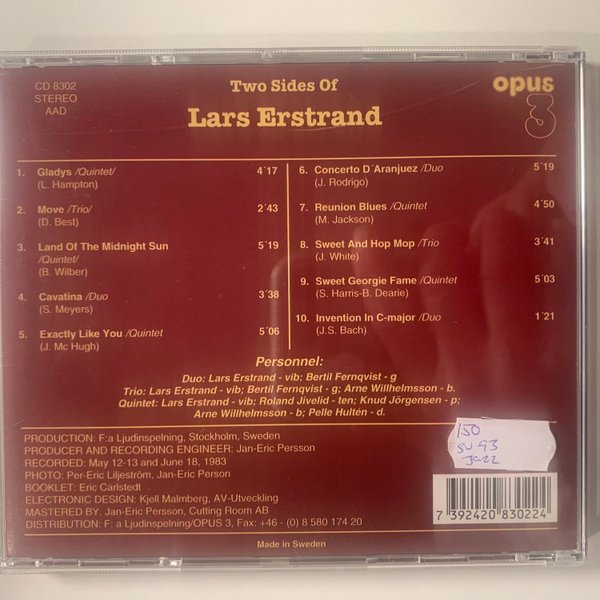 CD 8302
STEREO
AAD
Two Sides Of
Lars Erstrand
opus
3
1. Gladys /Quintet/ 4´17
(L. Hampton)
2. Move /Trio/ 2´43
(D. Best)
3. Land Of The Midnight Sun 5´19
/Quintet/
(B. Wilber)
4. Cavatina /Duo 3´38
(S. Meyers)
5. Exactly Like You /Quintet 5´06
(J. Mc Hugh)
6. Concerto D´Aranjuez /Duo 5´19
(J. Rodrigo)
7. Reunion Blues /Quintet 4´50
(M. Jackson)
8. Sweet And Hop Mop /Trio 3´41
(J. White)
9. Sweet Georgie Fame /Quintet 5´03
(S. Harris-B. Dearie)
10. Invention In C-major /Duo 1´21
(J.S. Bach)
Personnel:
Duo: Lars Erstrand - vib; Bertil Fernqvist - g
Trio: Lars Erstrand - vib; Bertil Fernqvist - g; Arne Willhelmsson - b.
Quintet: Lars Erstrand - vib; Roland Jivelid - ten; Knud Jörgensen - p;
Arne Willhelmsson - b; Pelle Hultén - d.
PRODUCTION: F:a Ljudinspelning, Stockholm, Sweden
PRODUCER AND RECORDING ENGINEER: Jan-Eric Persson
RECORDED: May 12-13 and June 18, 1983
PHOTO: Per-Eric Liljeström, Jan-Eric Person
BOOKLET: Eric Carlstedt
ELECTRONIC DESIGN: Kjell Malmberg, AV-Utveckling
MASTERED BY: Jan-Eric Persson, Cutting Room AB
DISTRIBUTION: F: a Ljudinspelning/OPUS 3, Fax: +46 - (0) 8 580 174 20
Made in Sweden
150
SV-93
7 392420 830224